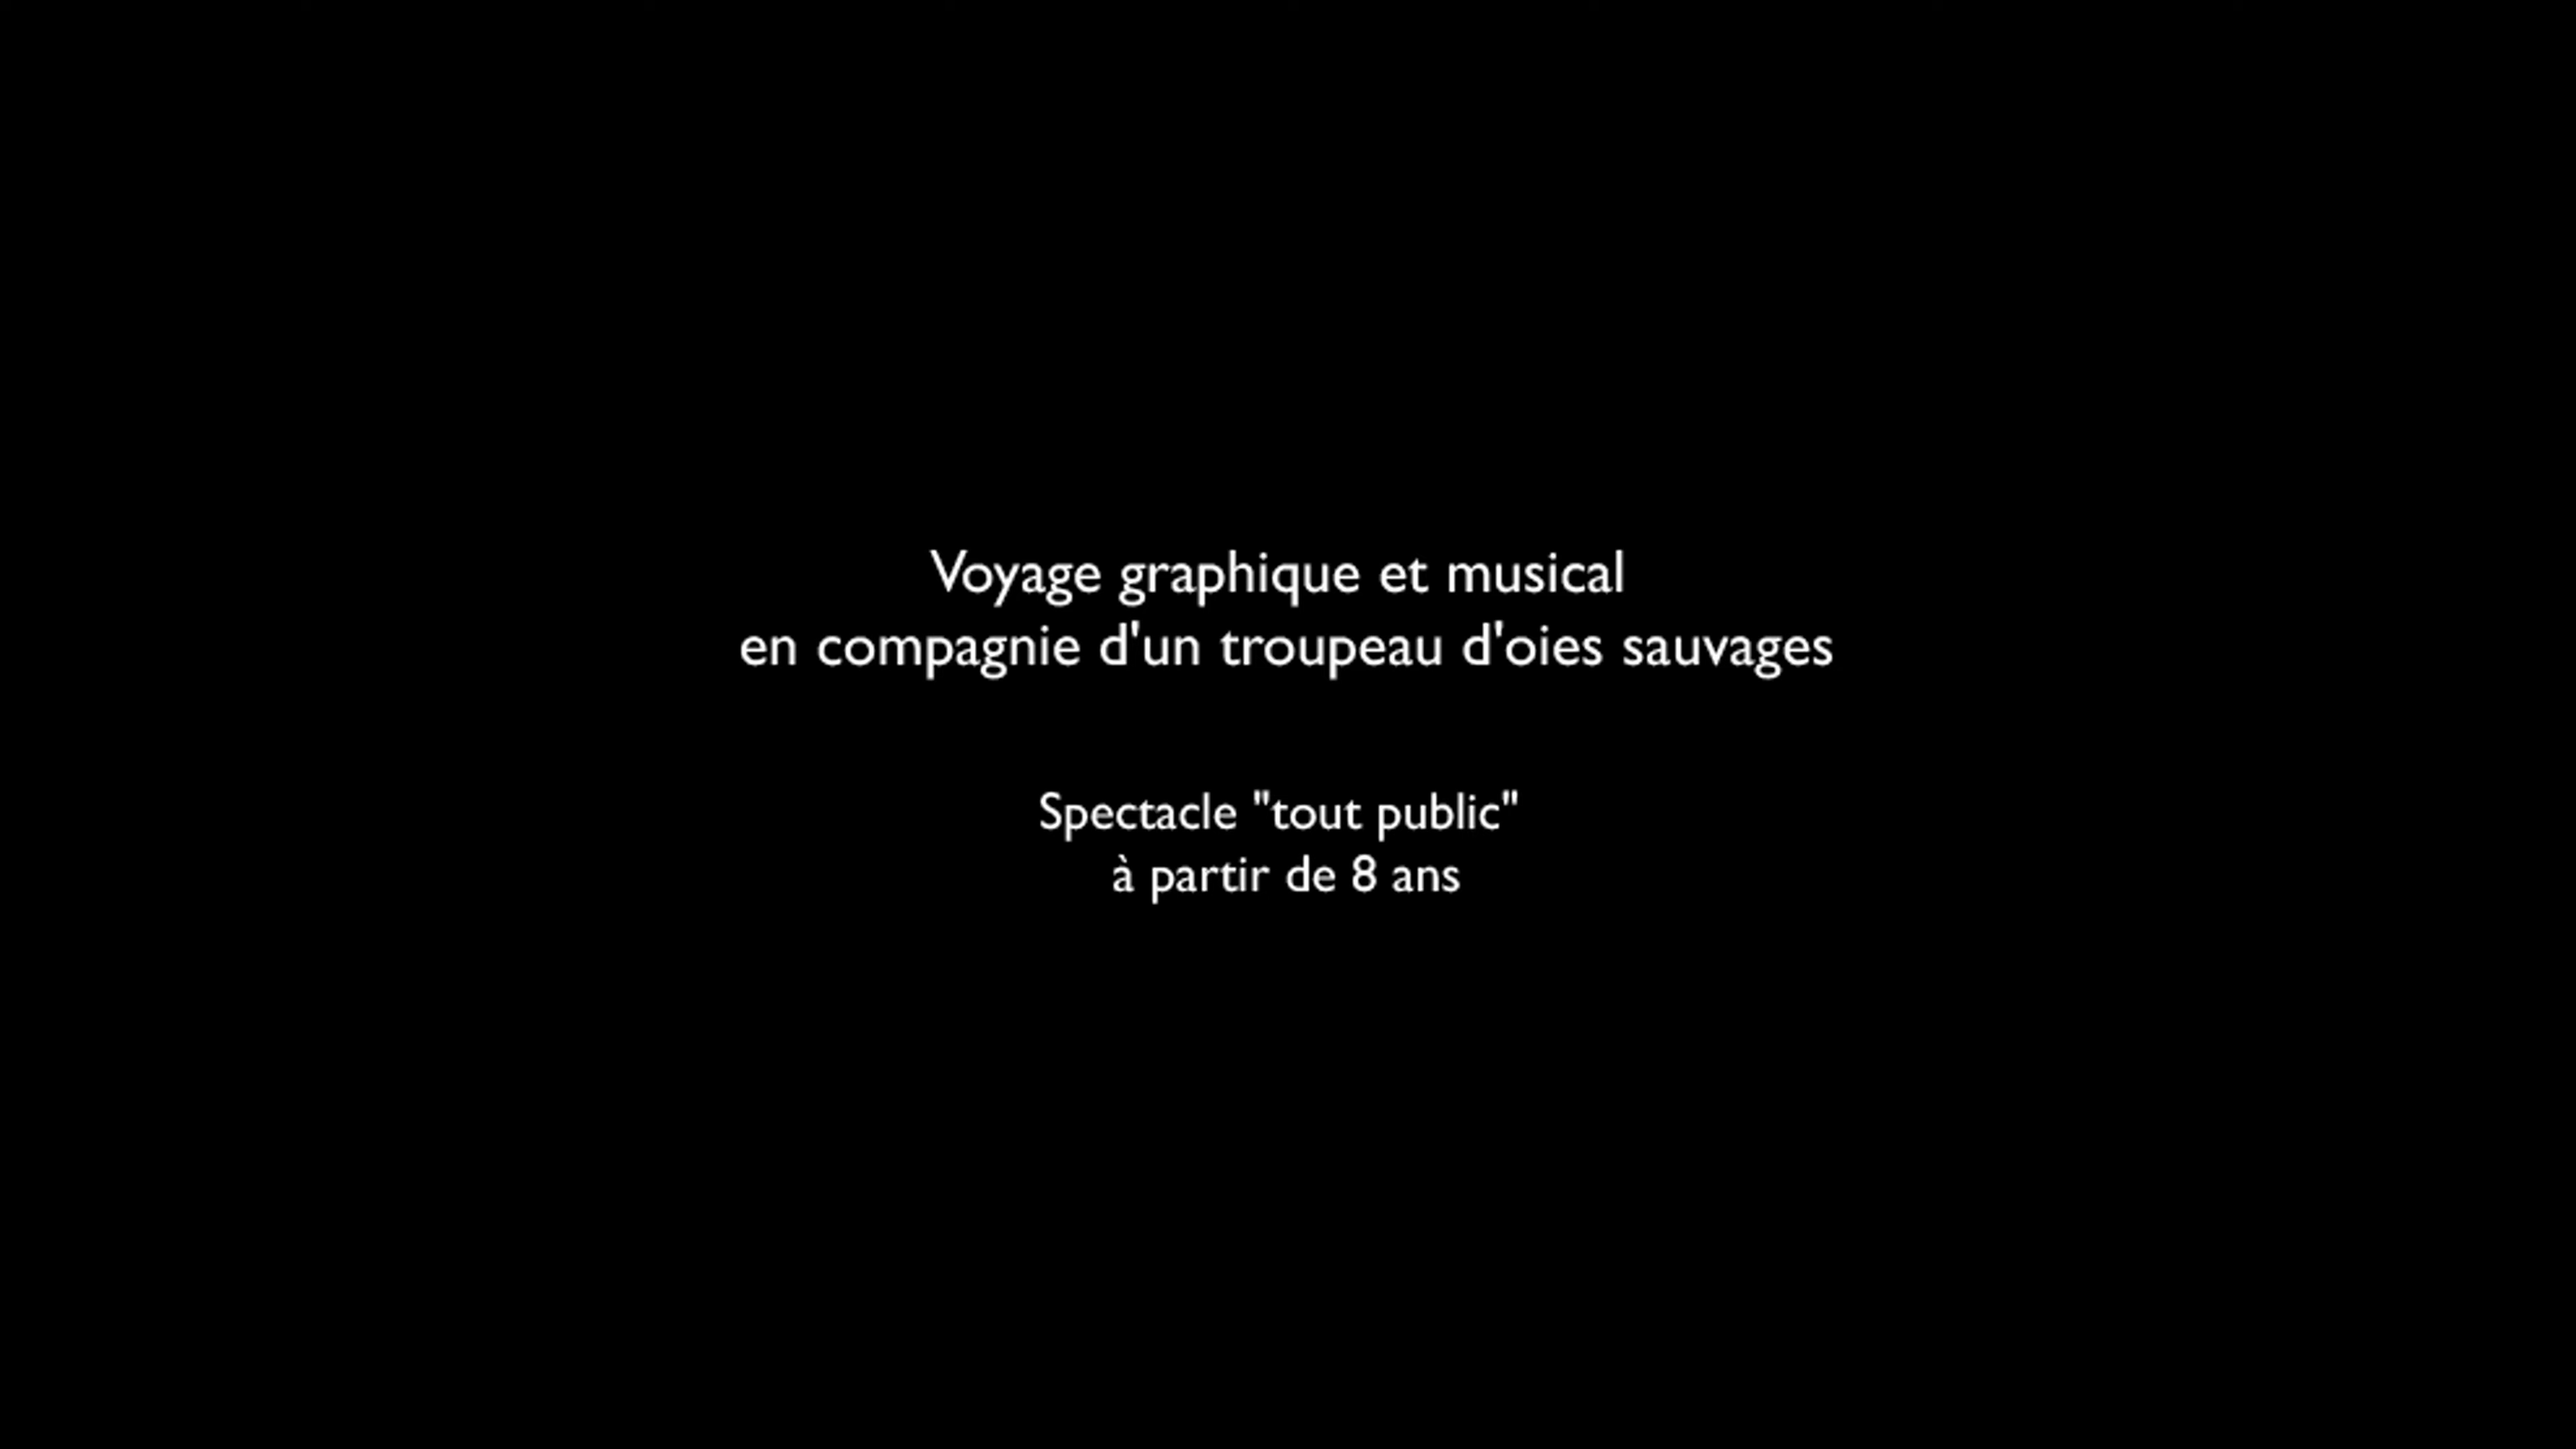 Voyage graphique et musical
en compagnie d'un troupeau d'oies sauvages
Spectacle "tout public"
à partir de 8 ans